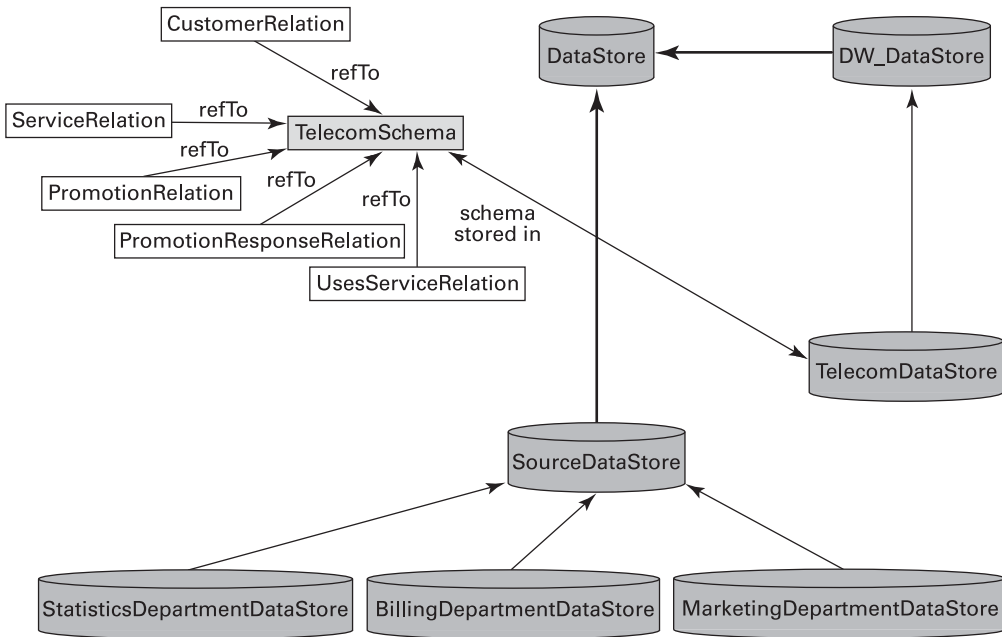 CustomerRelation
DataStore
DW_DataStore
refTo
ServiceRelation
refTo
TelecomSchema
refTo
PromotionRelation
refTo
refTo
PromotionResponseRelation
schema
stored in
UsesServiceRelation
TelecomDataStore
SourceDataStore
StatisticsDepartmentDataStore
BillingDepartmentDataStore
MarketingDepartmentDataStore